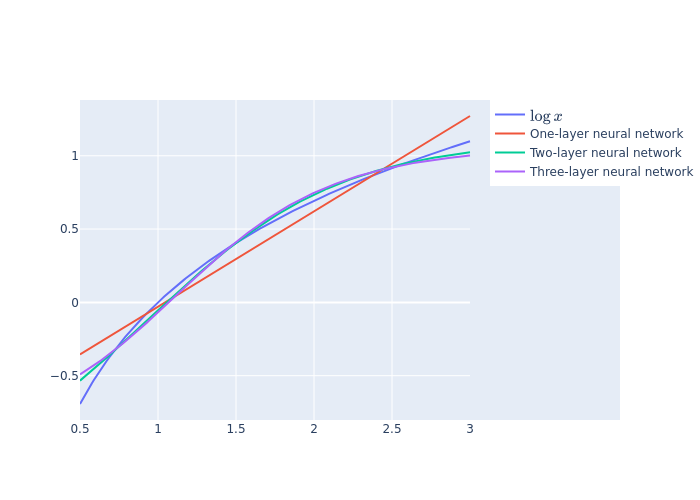 log x
One-layer neural network
Two-layer neural network
Three-layer neural network
1
0.5
0
−0.5
0.5 1 1.5 2 2.5 3